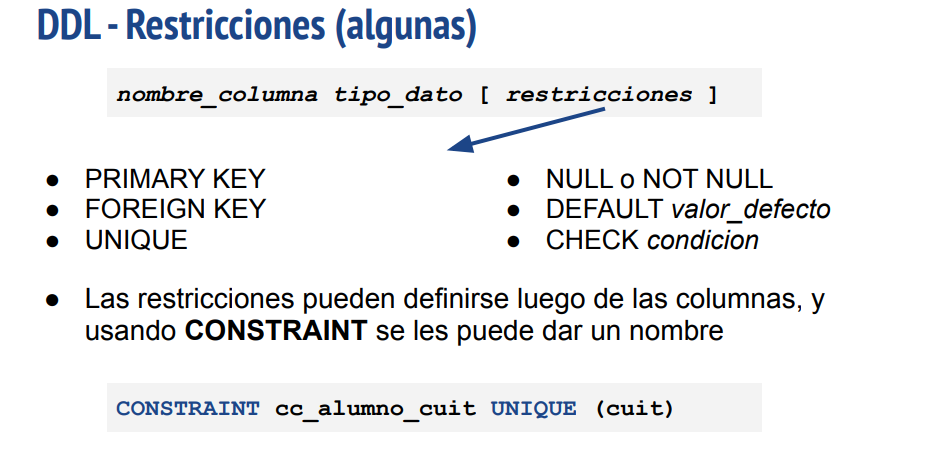 DDL - Restricciones (algunas)
nombre_columna tipo_dato [ restricciones ]
● PRIMARY KEY
● FOREIGN KEY
● UNIQUE
● NULL o NOT NULL
● DEFAULT valor_defecto
● CHECK condicion
● Las restricciones pueden definirse luego de las columnas, y
usando CONSTRAINT se les puede dar un nombre
CONSTRAINT cc_alumno_cuit UNIQUE (cuit)